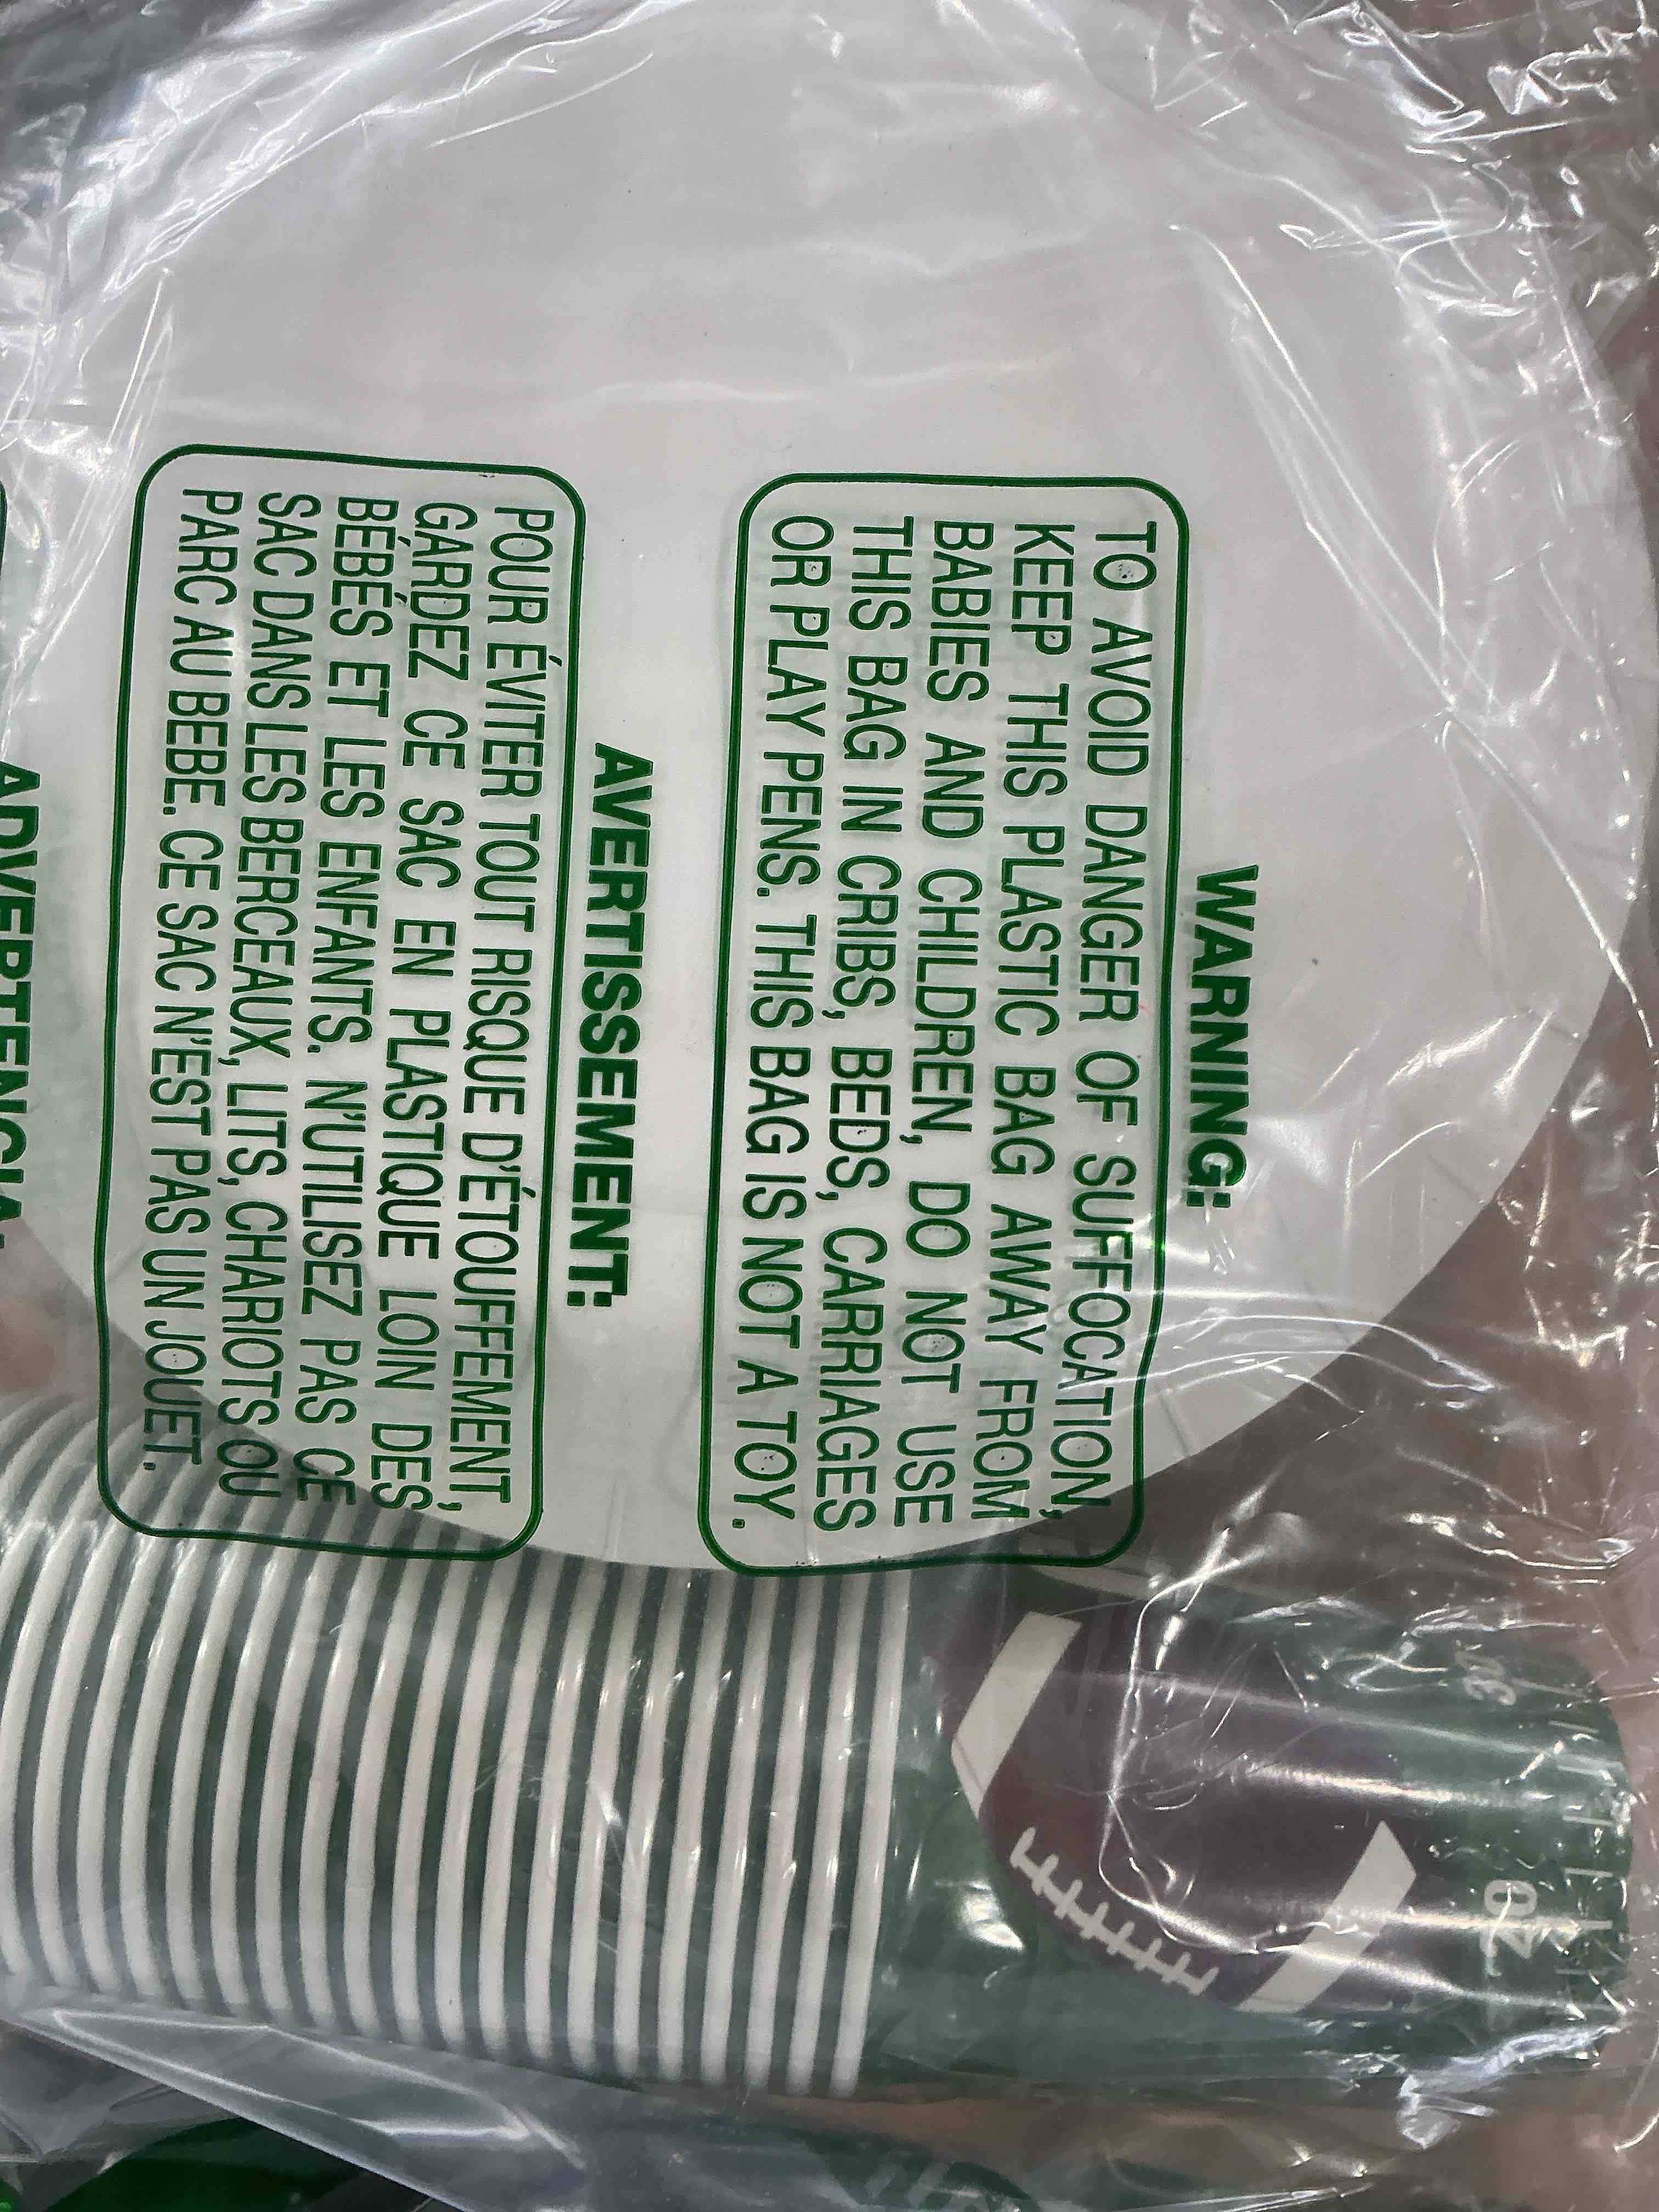 WARNING:
TO AVOID DANGER OF SUFFOCATION,
KEEP THIS PLASTIC BAG AWAY FROM
BABIES AND CHILDREN, DO NOT USE
THIS BAG IN CRIBS, BEDS, CARRIAGES
OR PLAY PENS. THIS BAG IS NOT A TOY.
AVERTISSEMENT:
POUR ÉVITER TOUT RISQUE D'ÉTOUFFEMENT,
GARDEZ CE SAC EN PLASTIQUE LOIN DES
BÉBÉS ET LES ENFANTS. N'UTILISEZ PAS CE
SAC DANS LES BERCEAUX, LITS, CHARIOTS OU
PARC AU BEBE. CE SAC N'EST PAS UN JOUET.
ADVERTENCIA:
30
20